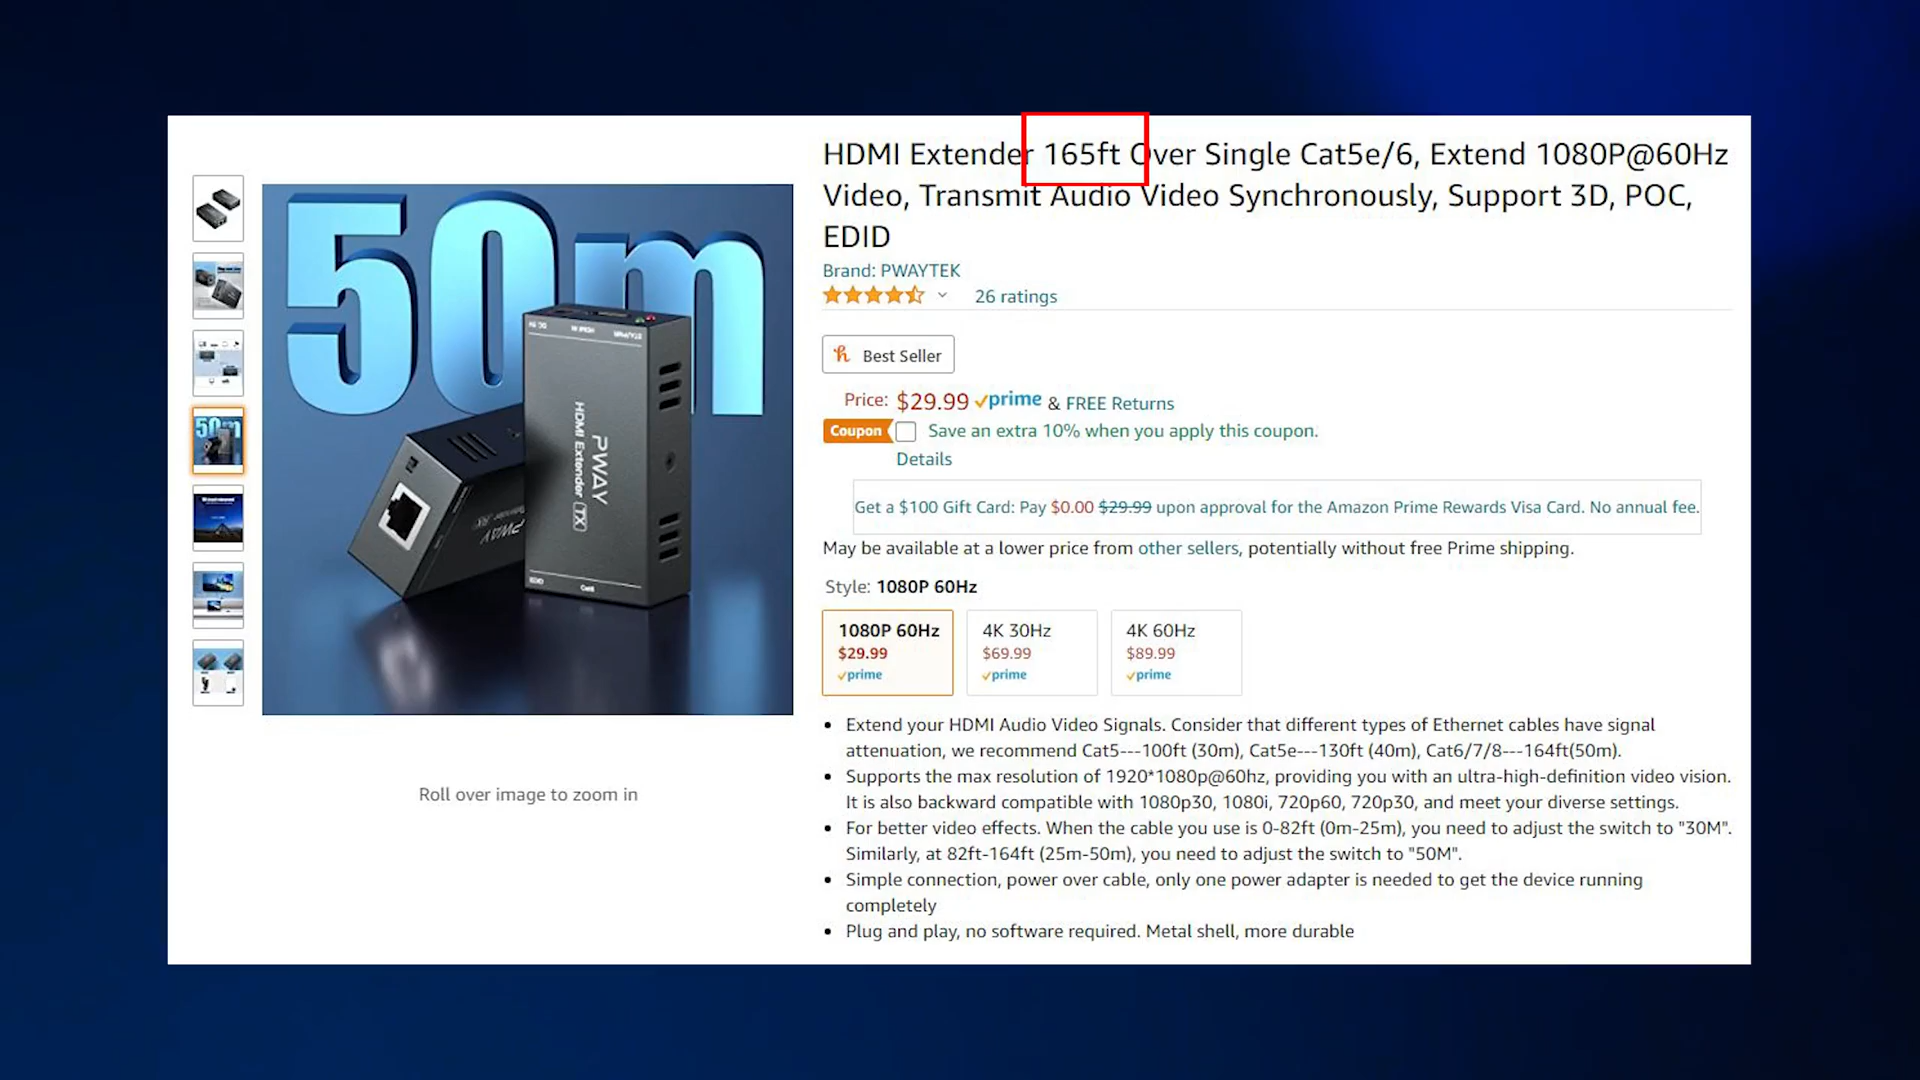 HDMI Extender 165ft Over Single Cat5e/6, Extend 1080P@60Hz
Video, Transmit Audio Video Synchronously, Support 3D, POC,
EDID
Brand: PWAYTEK
26 ratings
Best Seller
Price: $29.99 prime & FREE Returns
Coupon Save an extra 10% when you apply this coupon.
Details
Get a $100 Gift Card: Pay $0.00 $29.99 upon approval for the Amazon Prime Rewards Visa Card. No annual fee.
May be available at a lower price from other sellers, potentially without free Prime shipping.
Style: 1080P 60Hz
1080P 60Hz
$29.99
prime
4K 30Hz
$69.99
prime
4K 60Hz
$89.99
prime
• Extend your HDMI Audio Video Signals. Consider that different types of Ethernet cables have signal
attenuation, we recommend Cat5---100ft (30m), Cat5e---130ft (40m), Cat6/7/8---164ft(50m).
• Supports the max resolution of 1920*1080p@60hz, providing you with an ultra-high-definition video vision.
It is also backward compatible with 1080p30, 1080i, 720p60, 720p30, and meet your diverse settings.
• For better video effects. When the cable you use is 0-82ft (0m-25m), you need to adjust the switch to "30M".
Similarly, at 82ft-164ft (25m-50m), you need to adjust the switch to "50M".
• Simple connection, power over cable, only one power adapter is needed to get the device running
completely
• Plug and play, no software required. Metal shell, more durable
50m
PWAY
HDMI Extender TX
EDID
Cat6
PWAY
50m
Roll over image to zoom in